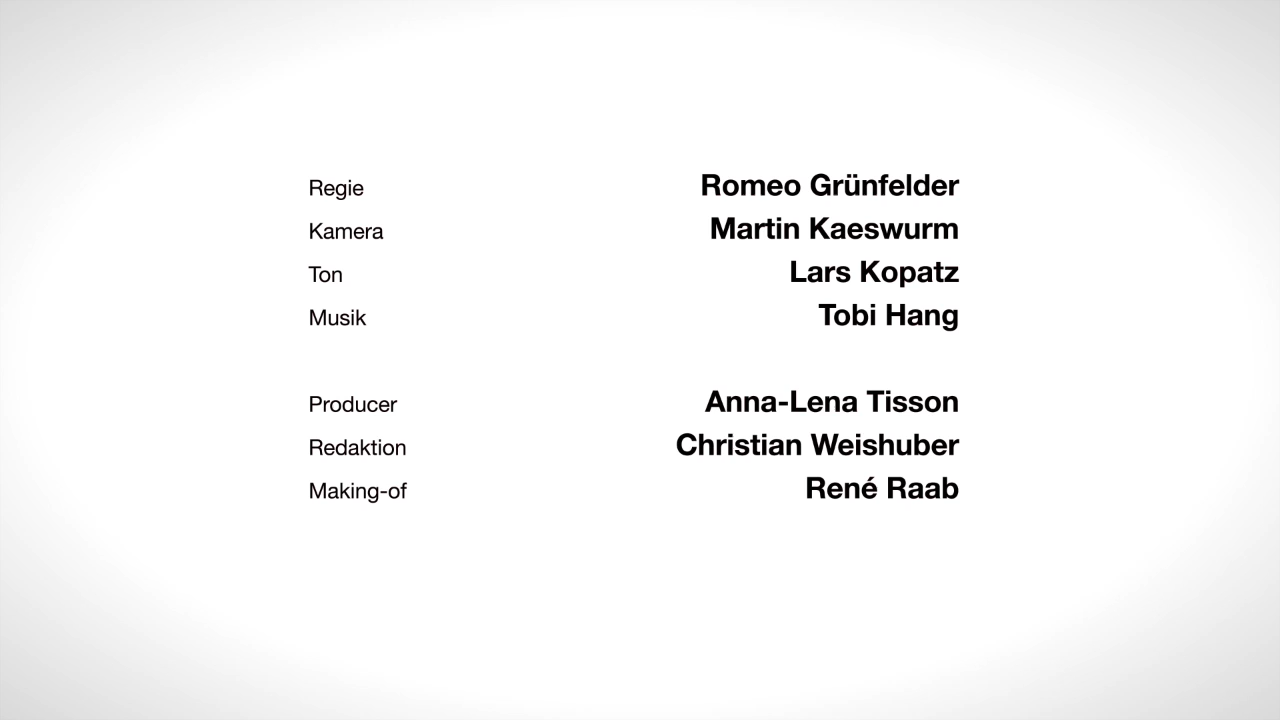 Regie Romeo Grünfelder
Kamera Martin Kaeswurm
Ton Lars Kopatz
Musik Tobi Hang
Producer Anna-Lena Tisson
Redaktion Christian Weishuber
Making-of René Raab